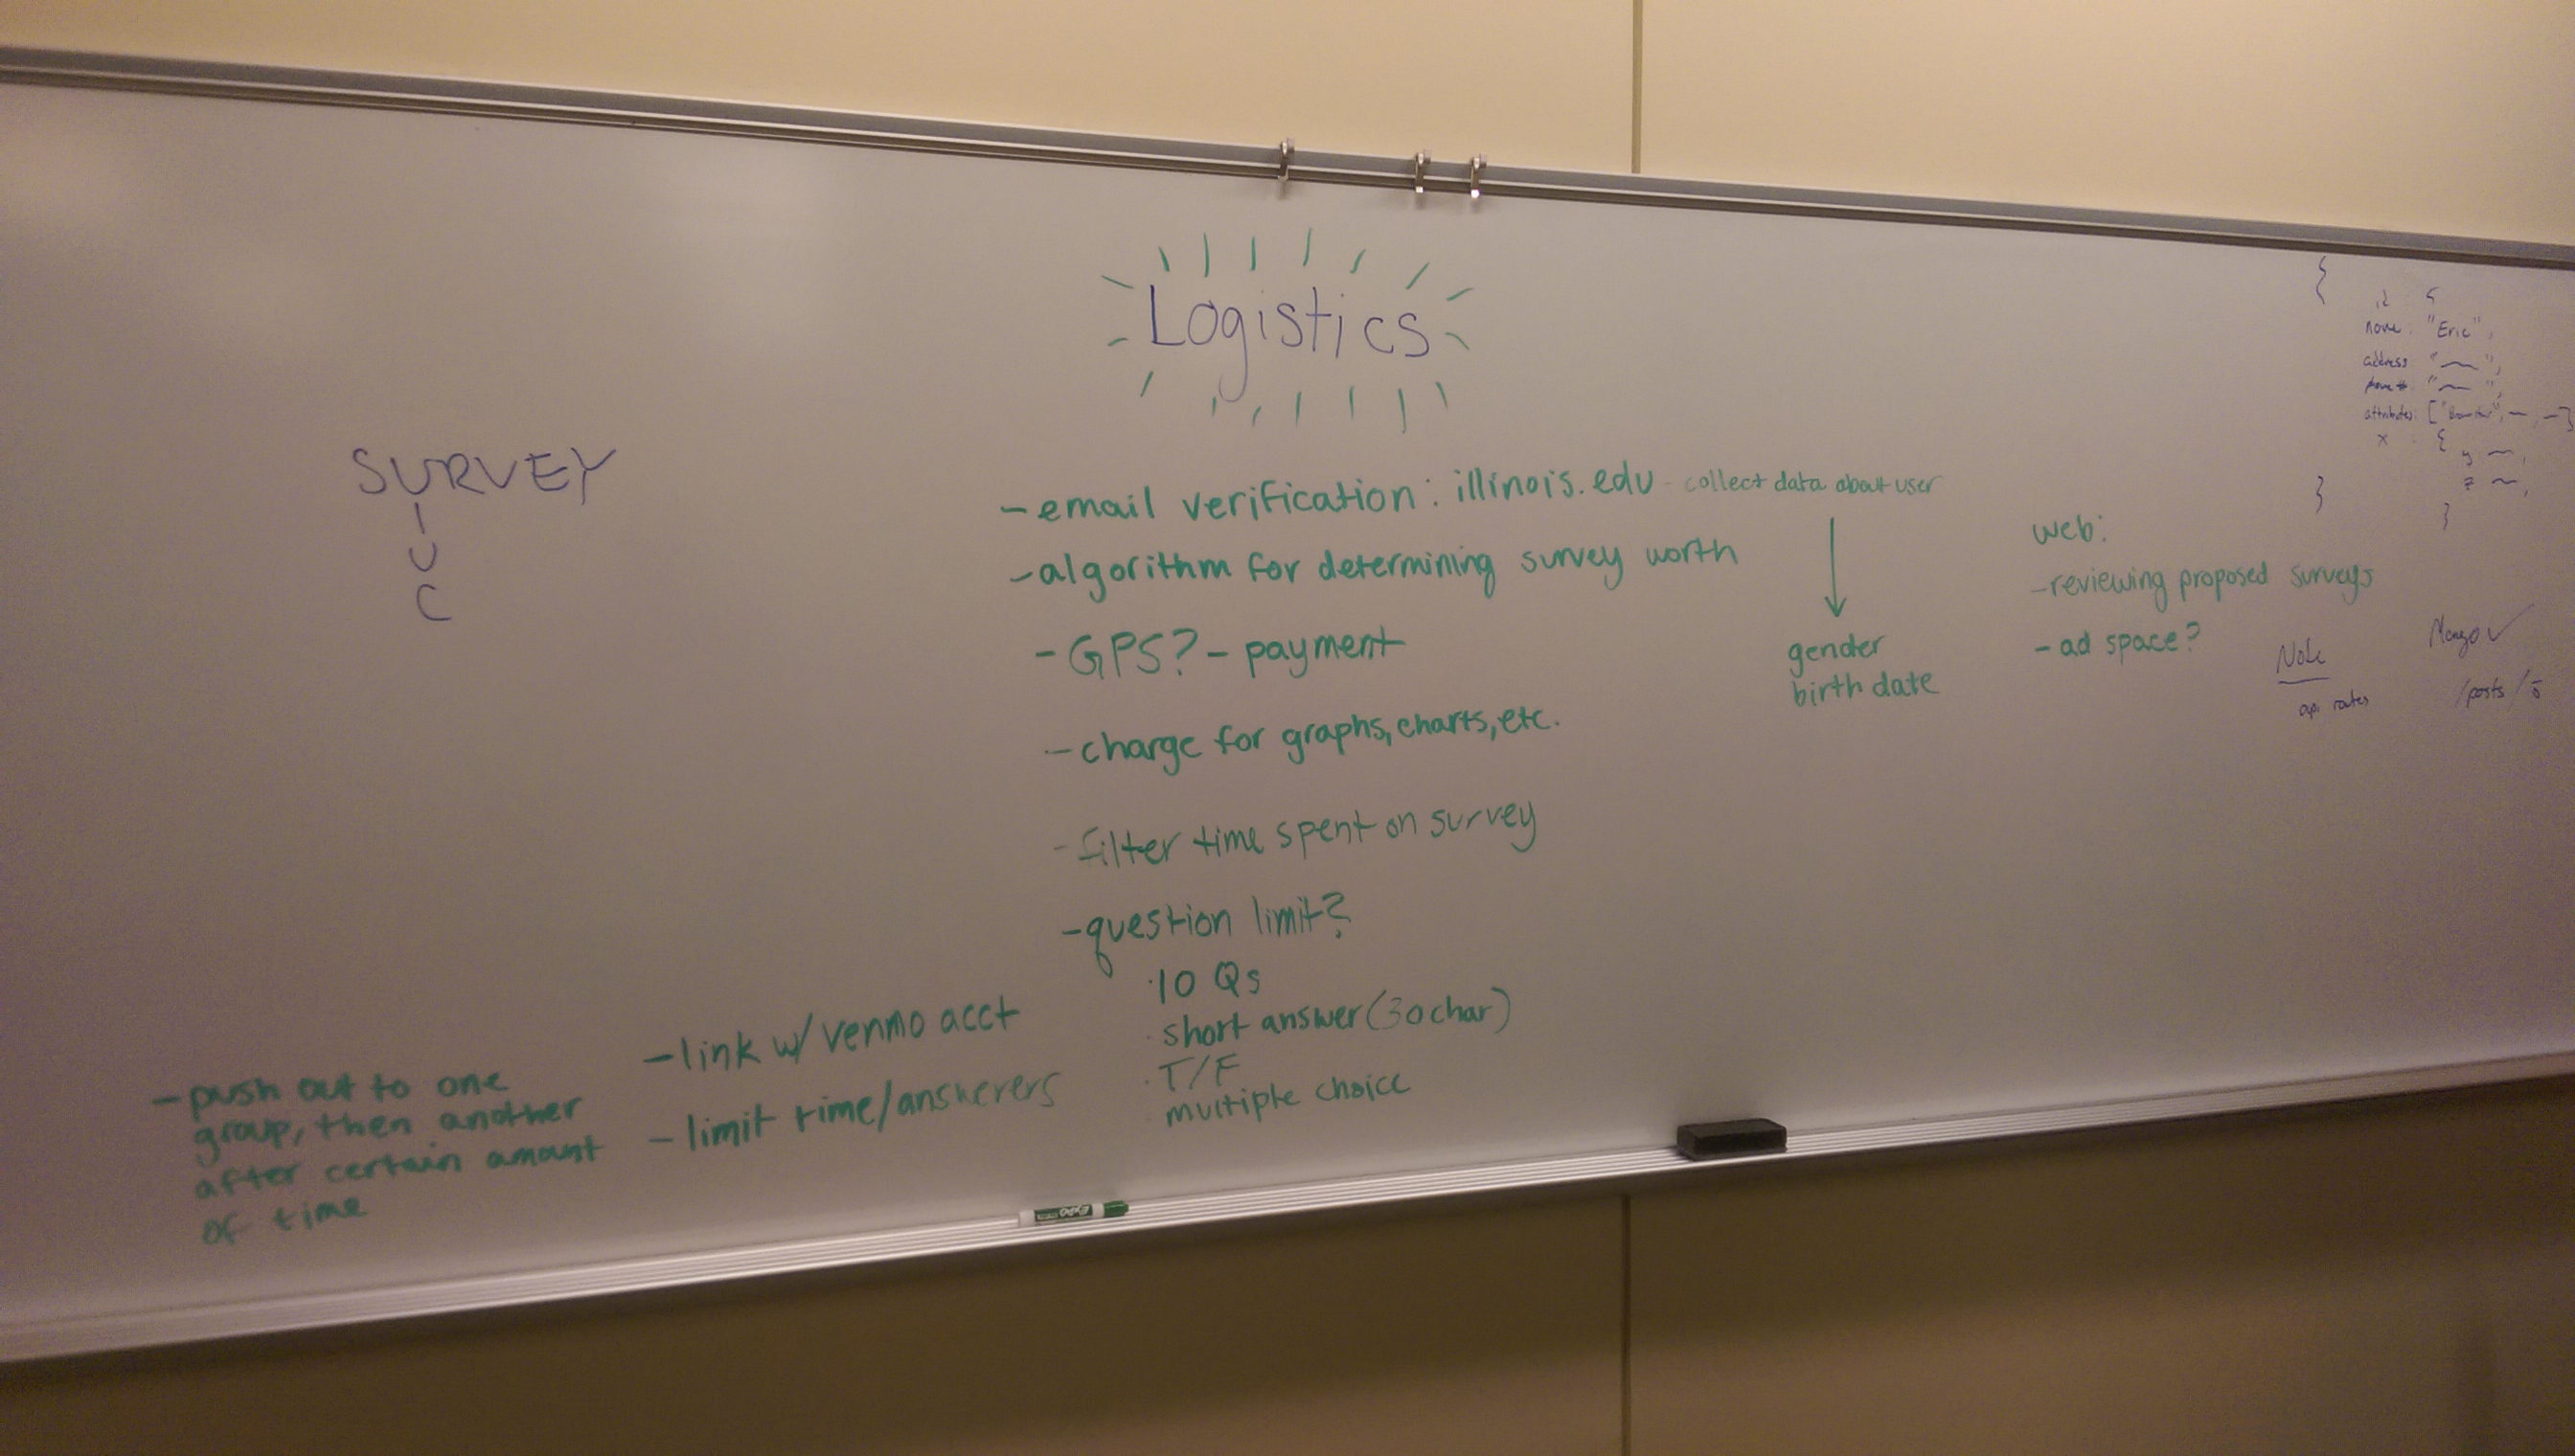 Logistics
SURVEY
I
U
C
- email verification: illinois.edu - collect data about user
- algorithm for determining survey worth
- GPS? - payment
- charge for graphs, charts, etc.
- filter time spent on survey
- question limit?
· 10 Qs
· short answer (30 char)
· T/F
· multiple choice
gender
birth date
- link w/ venmo acct
- limit time/answerers
- push out to one
group, then another
after certain amount
of time
web:
- reviewing proposed surveys
- ad space?
{
id : 5
name : "Eric",
address "
phone # "
attributes: [
x : {
y
z
}
}
api routes
Mongo ✓
/posts/5
EXPO